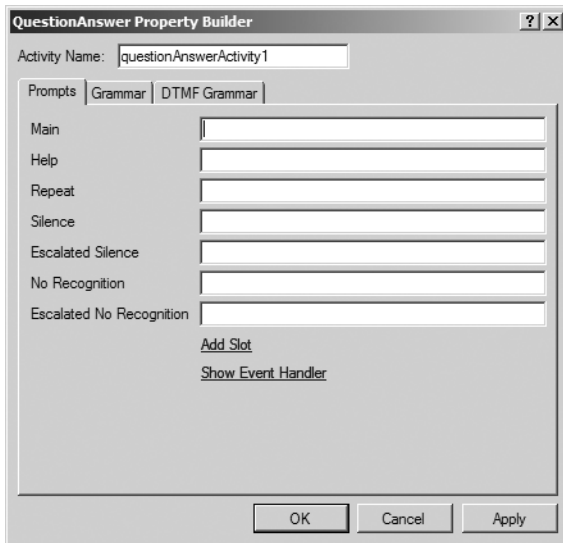 QuestionAnswer Property Builder
Activity Name: questionAnswerActivity1
Prompts Grammar DTMF Grammar
Main
Help
Repeat
Silence
Escalated Silence
No Recognition
Escalated No Recognition
Add Slot
Show Event Handler
OK Cancel Apply